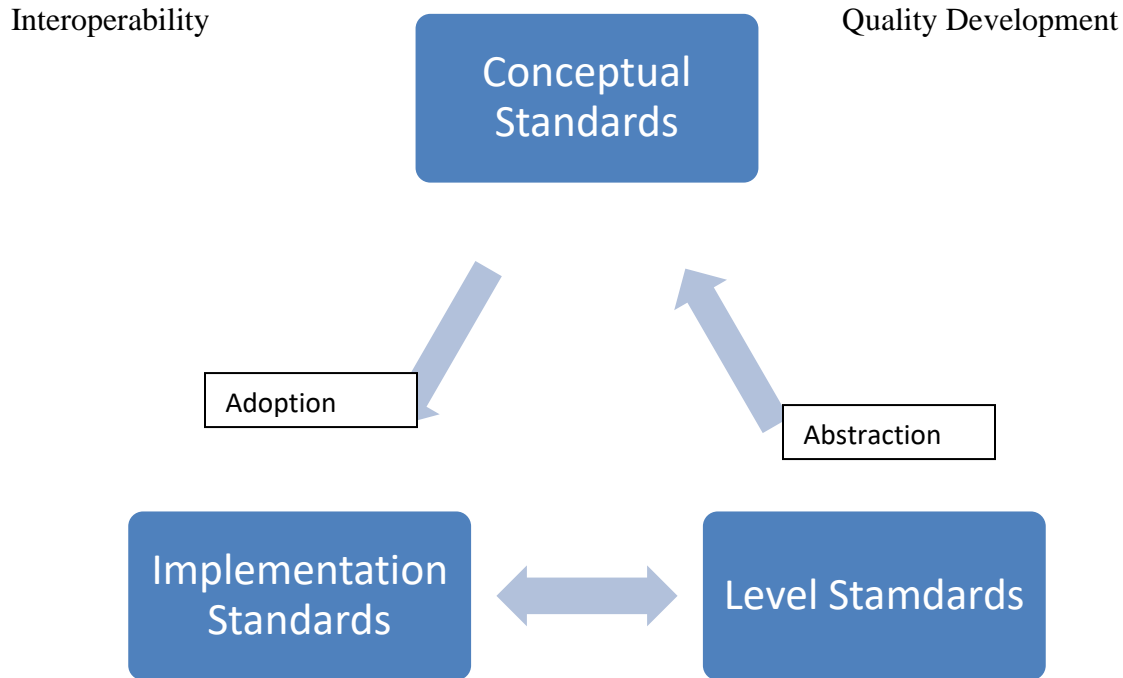 Interoperability
Quality Development
Conceptual
Standards
Adoption
Abstraction
Implementation
Standards
Level Stamdards